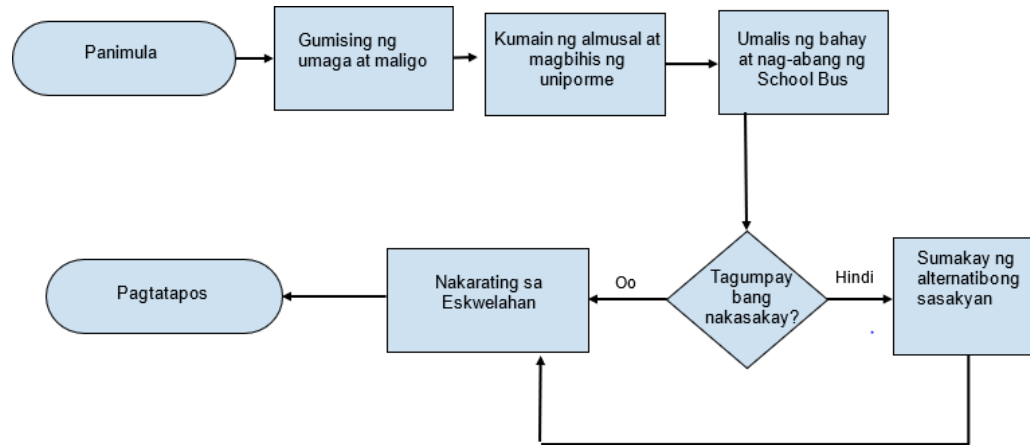 Panimula
Gumising ng
umaga at maligo
Kumain ng almusal at
magbihis ng
uniporme
Umalis ng bahay
at nag-abang ng
School Bus
Tagumpay
bang
nakasakay?
Oo
Hindi
Nakarating sa
Eskwelahan
Sumakay ng
alternatibong
sasakyan
Pagtatapos